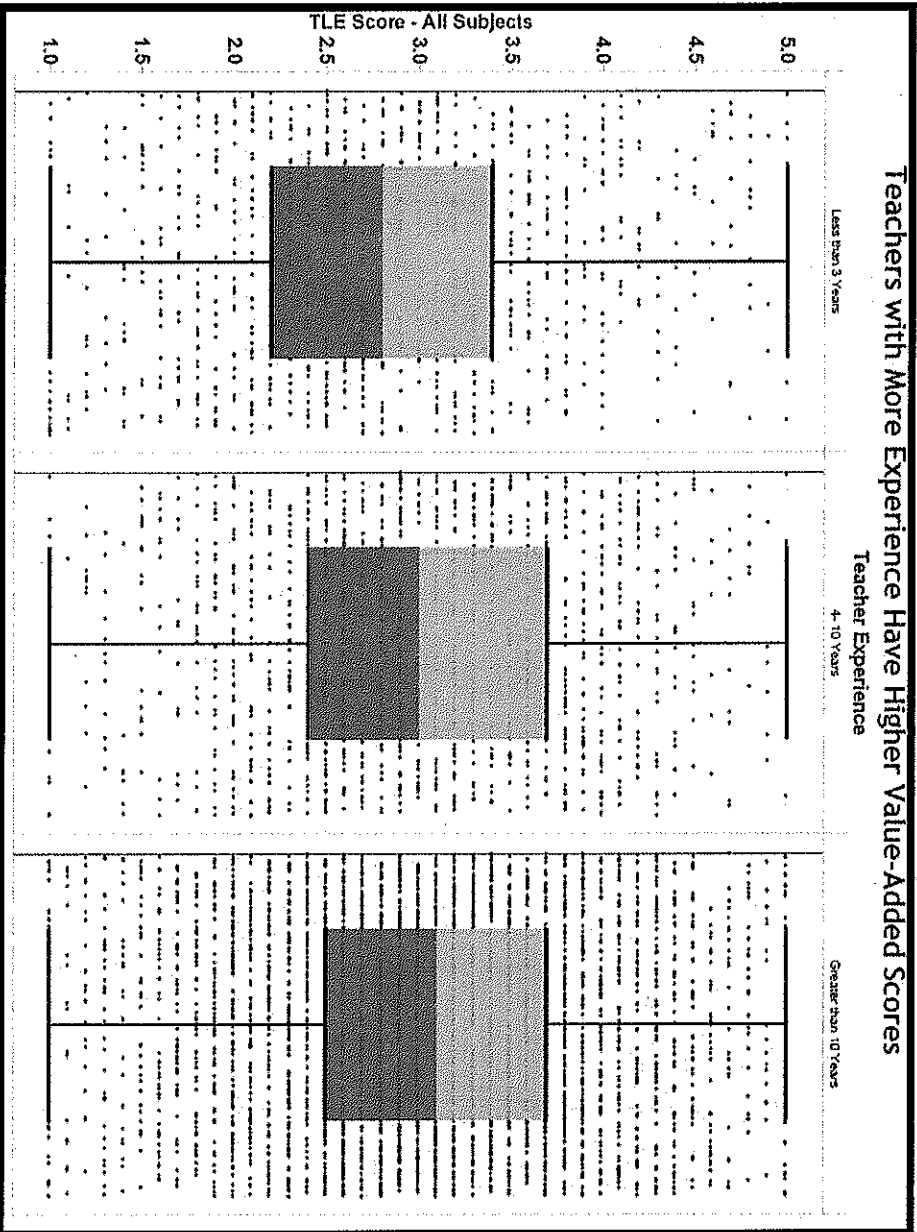 Teachers with More Experience Have Higher Value-Added Scores
Teacher Experience
Less than 3 Years
4- 10 Years
Greater than 10 Years
TLE Score - All Subjects
5.0
4.5
4.0
3.5
3.0
2.5
2.0
1.5
1.0